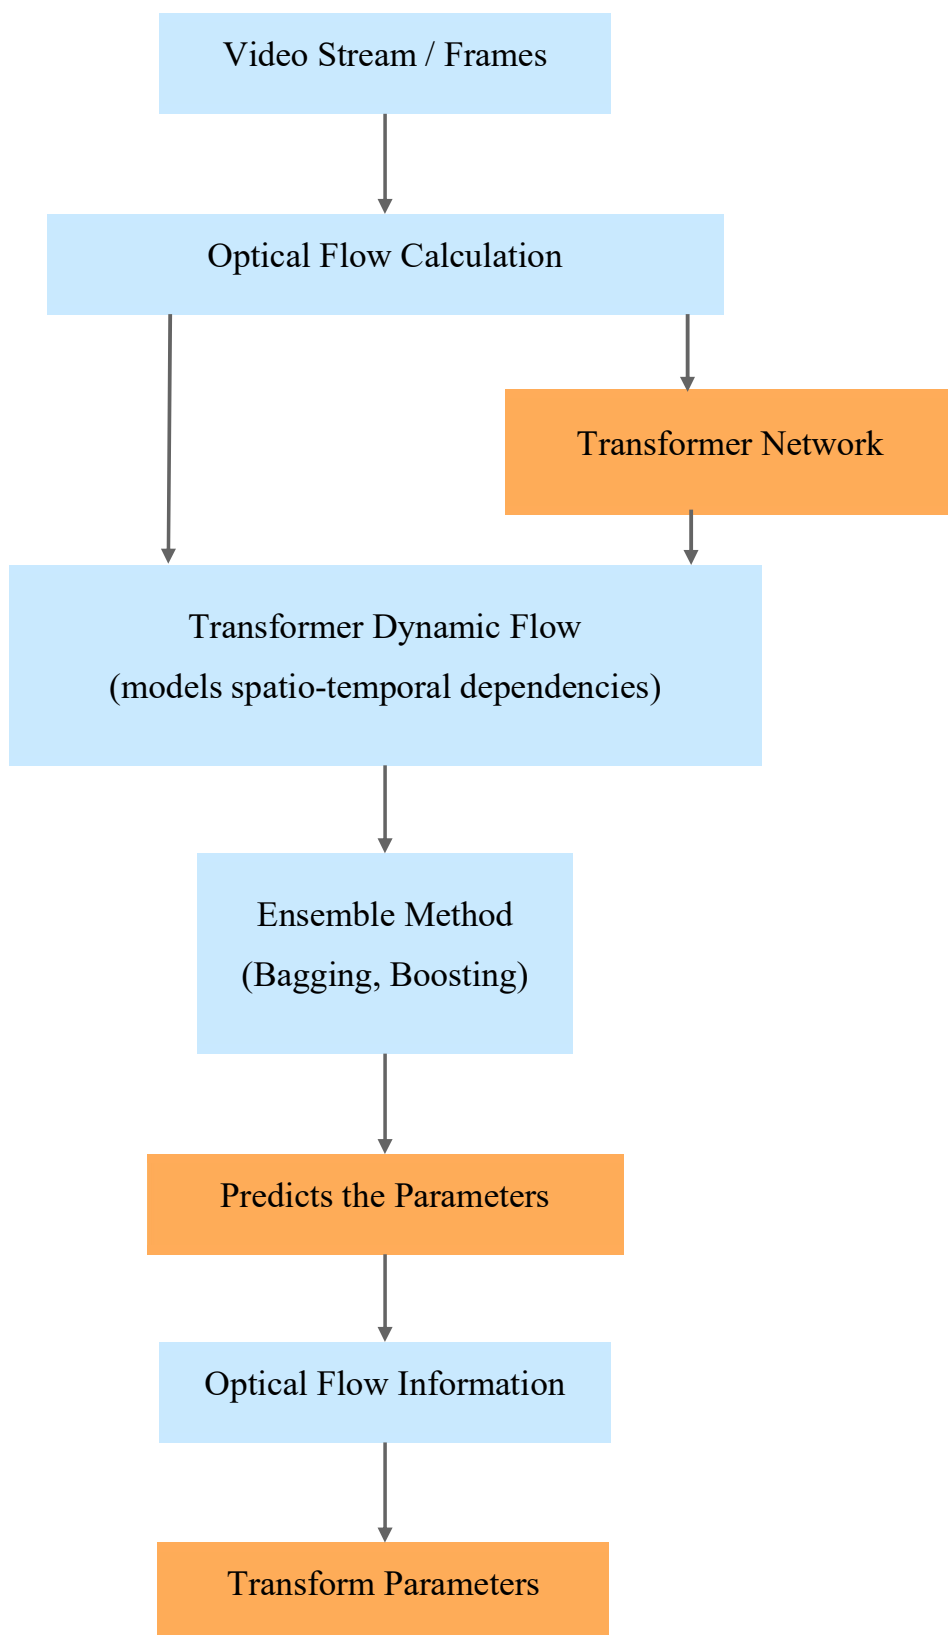 Video Stream / Frames
Optical Flow Calculation
Transformer Network
Transformer Dynamic Flow
(models spatio-temporal dependencies)
Ensemble Method
(Bagging, Boosting)
Predicts the Parameters
Optical Flow Information
Transform Parameters